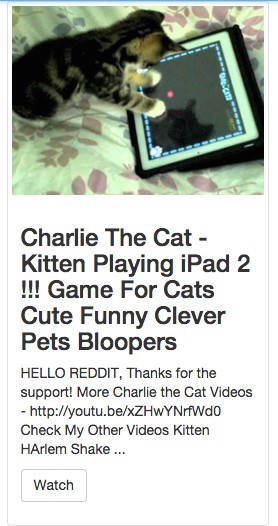 Charlie The Cat -
Kitten Playing iPad 2
!!! Game For Cats
Cute Funny Clever
Pets Bloopers
HELLO REDDIT, Thanks for the
support! More Charlie the Cat Videos
- http://youtu.be/xZHwYNrfWd0
Check My Other Videos Kitten
HArlem Shake ...
Watch